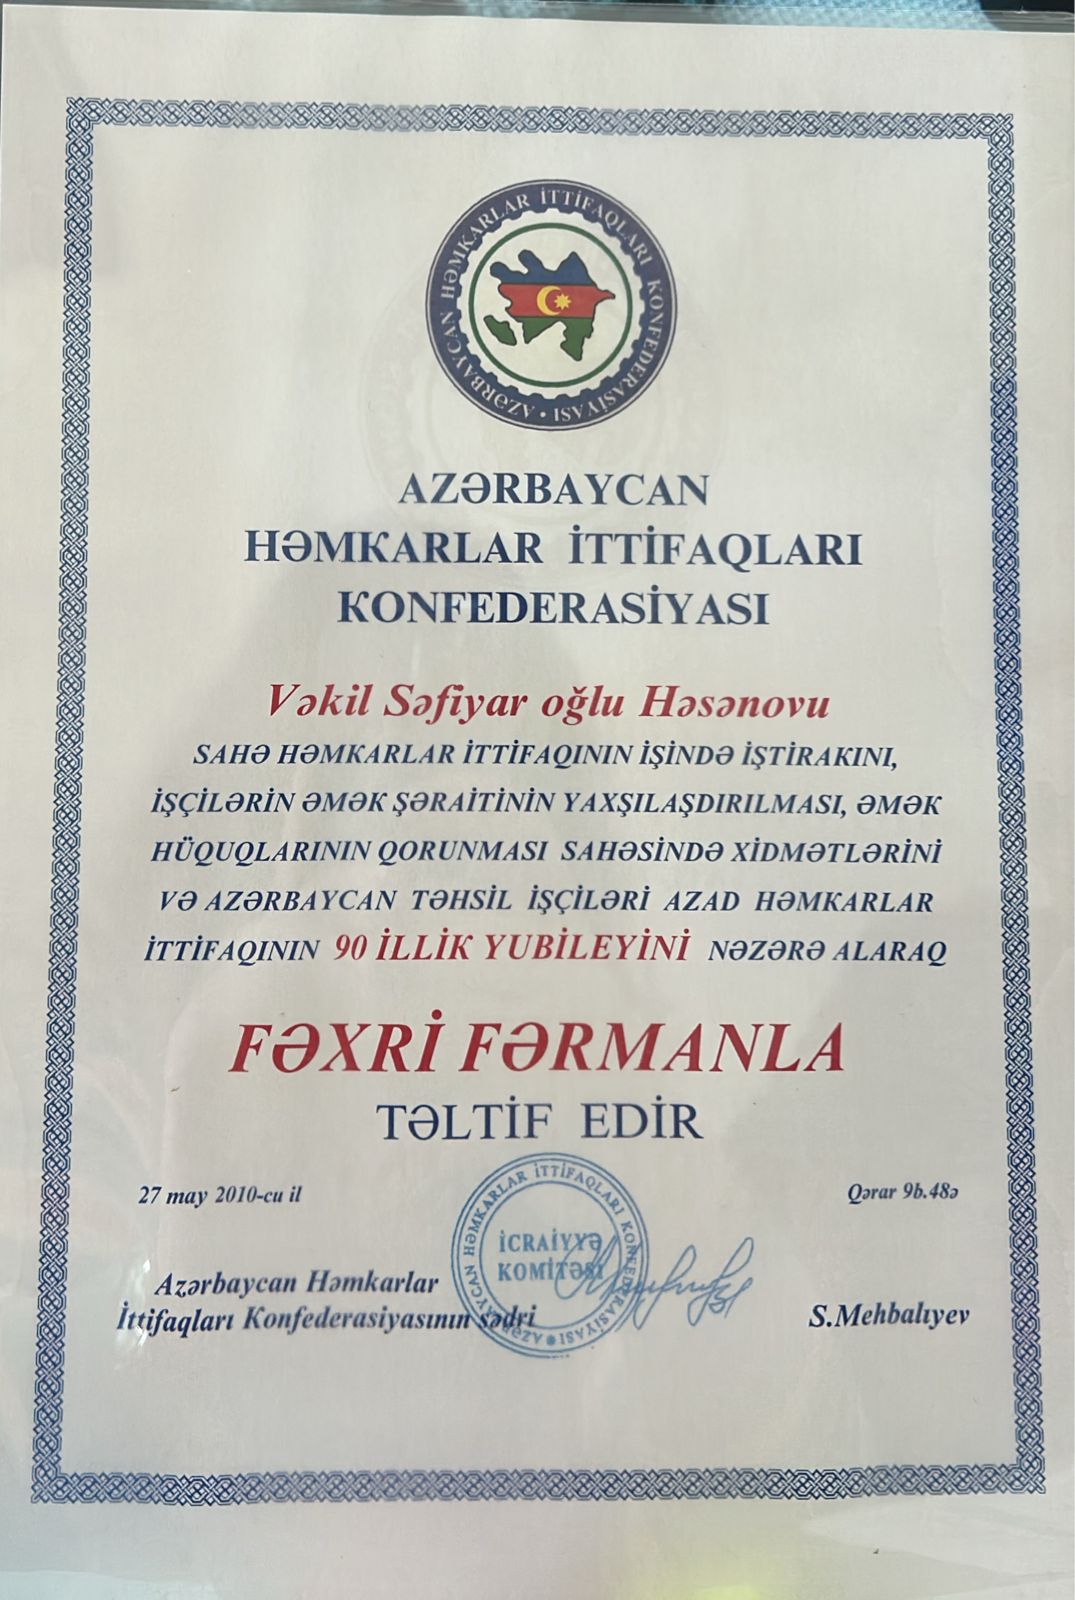 AZƏRBAYCAN HƏMKARLAR İTTİFAQLARI KONFEDERASİYASI •
AZƏRBAYCAN
HƏMKARLAR İTTİFAQLARI
KONFEDERASİYASI
Vəkil Səfiyar oğlu Həsənovu
SAHƏ HƏMKARLAR İTTİFAQININ İŞİNDƏ İŞTİRAKINI,
İŞÇİLƏRİN ƏMƏK ŞƏRAİTİNİN YAXŞILAŞDIRILMASI, ƏMƏK
HÜQUQLARININ QORUNMASI SAHƏSİNDƏ XİDMƏTLƏRİNİ
VƏ AZƏRBAYCAN TƏHSİL İŞÇİLƏRİ AZAD HƏMKARLAR
İTTİFAQININ 90 İLLİK YUBİLEYİNİ NƏZƏRƏ ALARAQ
FƏXRİ FƏRMANLA
TƏLTİF EDİR
27 may 2010-cu il
Qərar 9b.48ə
AZƏRBAYCAN HƏMKARLAR İTTİFAQLARI KONFEDERASİYASI
İCRAİYYƏ
KOMİTƏSİ
Azərbaycan Həmkarlar
İttifaqları Konfederasiyasının sədri
S.Mehbalıyev